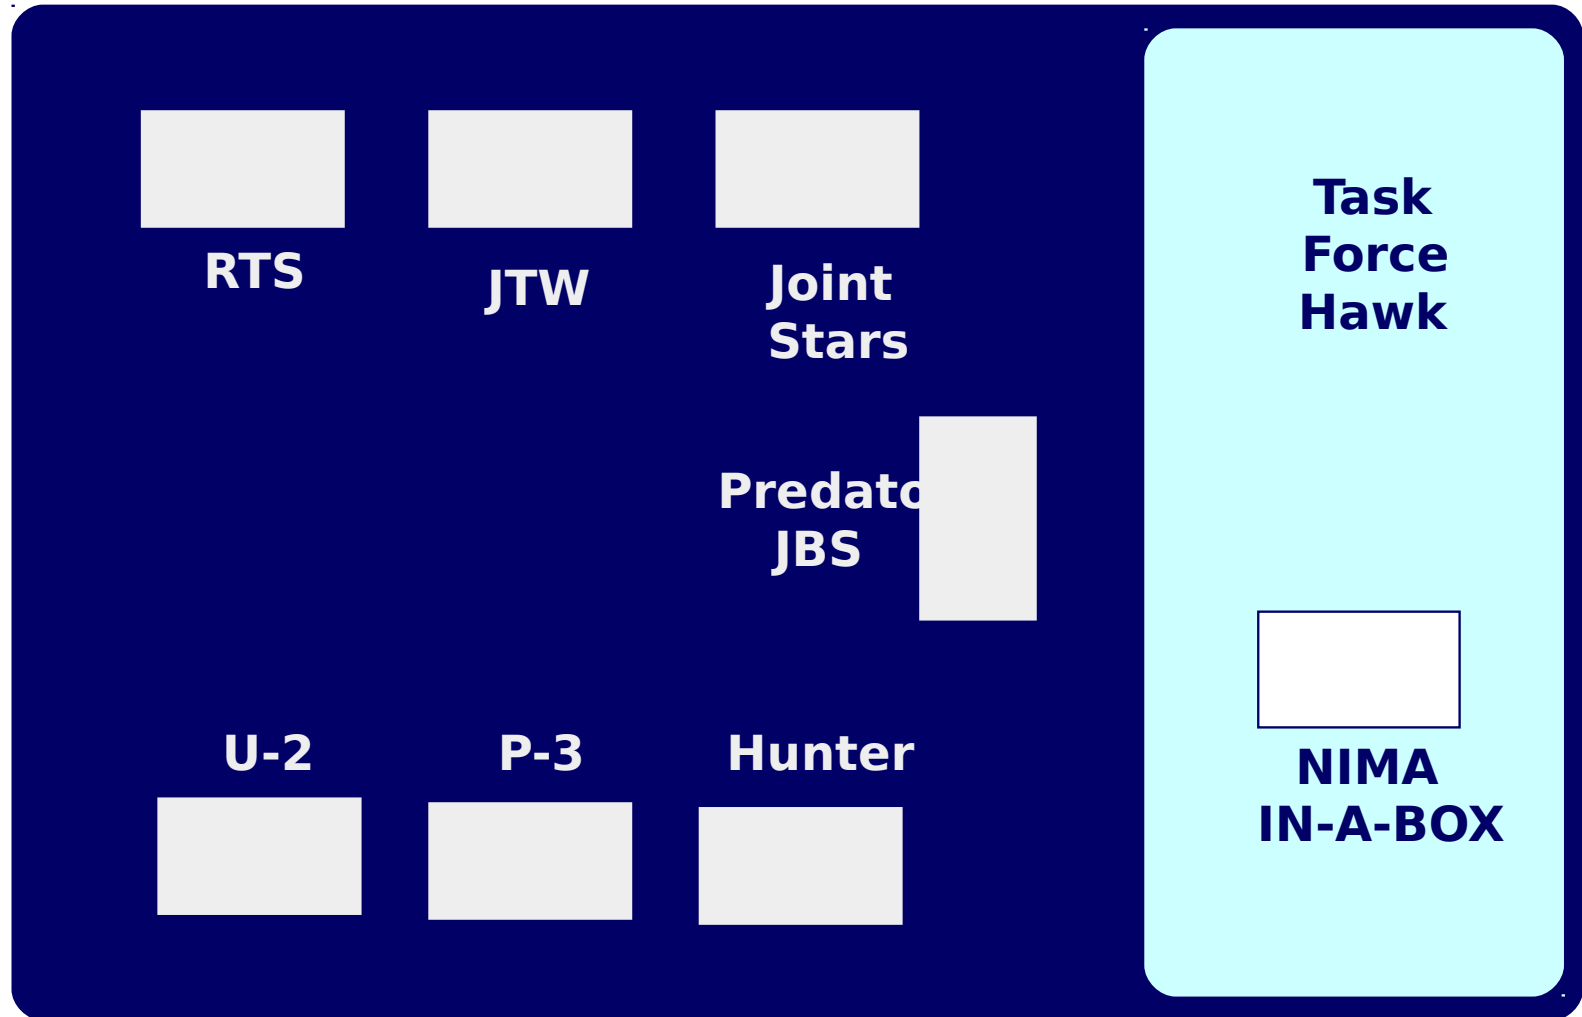 RTS
JTW
Joint
Stars
Predato
JBS
U-2
P-3
Hunter
Task
Force
Hawk
NIMA
IN-A-BOX